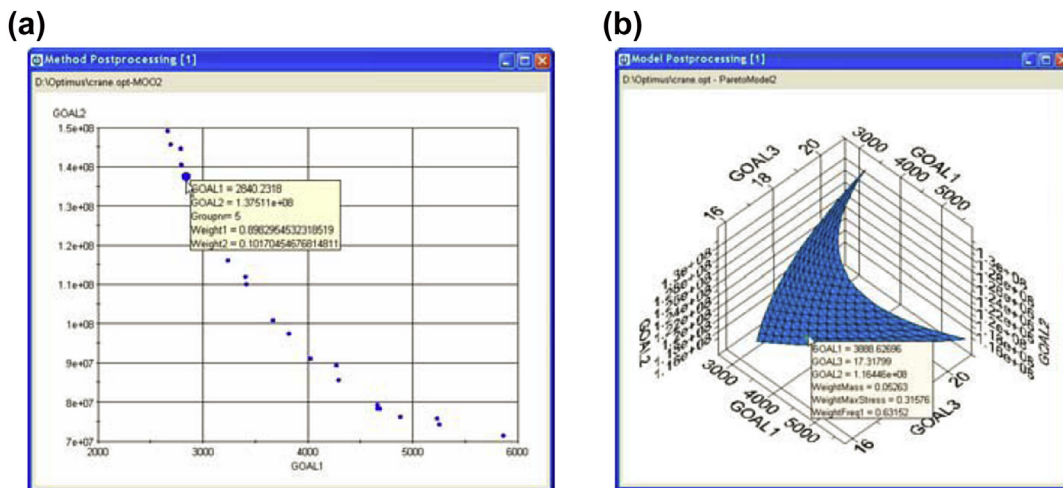 (a)
Method Postprocessing [1]
D:\Optimus\crane.opt-MOO2
GOAL2
1.5e+08
1.4e+08
1.3e+08
1.2e+08
1.1e+08
1e+08
9e+07
8e+07
7e+07
2000 3000 4000 5000 6000
GOAL1
GOAL1 = 2840.2318
GOAL2 = 1.37511e+08
Groupnr= 5
Weight1 = 0.8982954532318519
Weight2 = 0.10170454676814811
(b)
Model Postprocessing [1]
D:\Optimus\crane.opt - ParetoModel2
GOAL3
16
18
20
GOAL1
3000
4000
5000
GOAL2
GOAL2
GOAL1 = 3888.62696
GOAL3 = 17.31799
GOAL2 = 1.16446e+08
WeightMass = 0.05263
WeightMaxStress = 0.31576
WeightFreq1 = 0.63152
3000
4000
5000
GOAL1
16
GOAL3
20